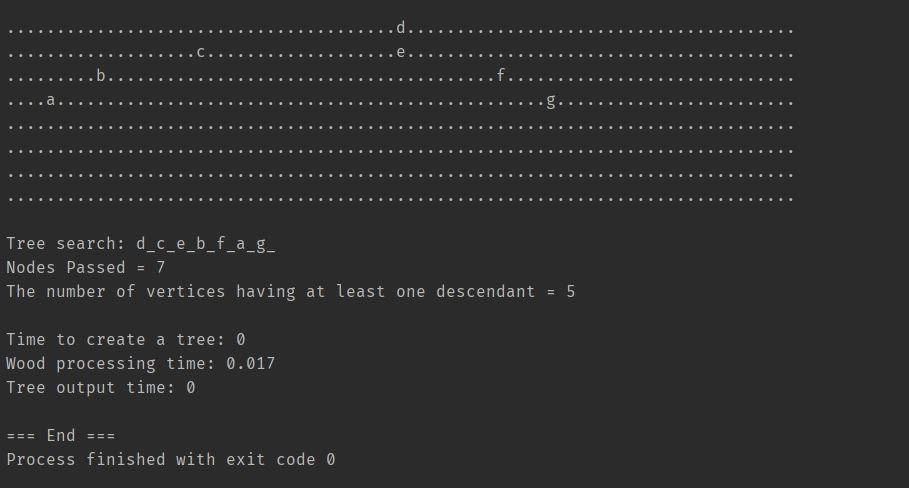 .......................................d.......................................
...................c...................e.......................................
.........b.......................................f.............................
....a.................................................g........................
...............................................................................
...............................................................................
...............................................................................
...............................................................................
Tree search: d_c_e_b_f_a_g_
Nodes Passed = 7
The number of vertices having at least one descendant = 5
Time to create a tree: 0
Wood processing time: 0.017
Tree output time: 0
=== End ===
Process finished with exit code 0